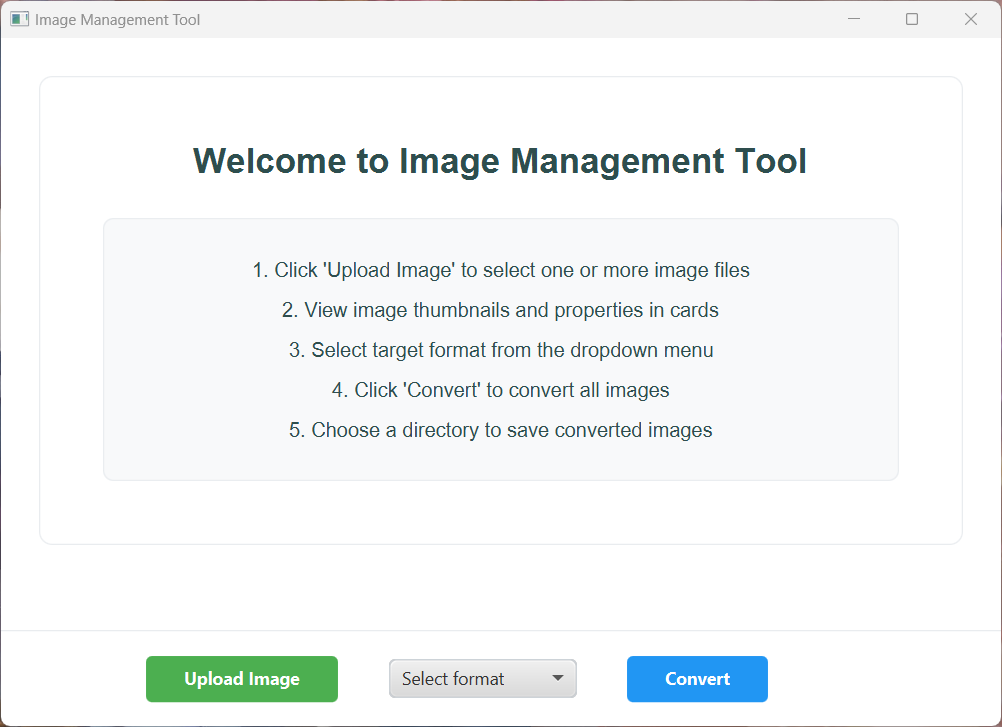 Image Management Tool
Welcome to Image Management Tool
1. Click 'Upload Image' to select one or more image files
2. View image thumbnails and properties in cards
3. Select target format from the dropdown menu
4. Click 'Convert' to convert all images
5. Choose a directory to save converted images
Upload Image
Select format
Convert